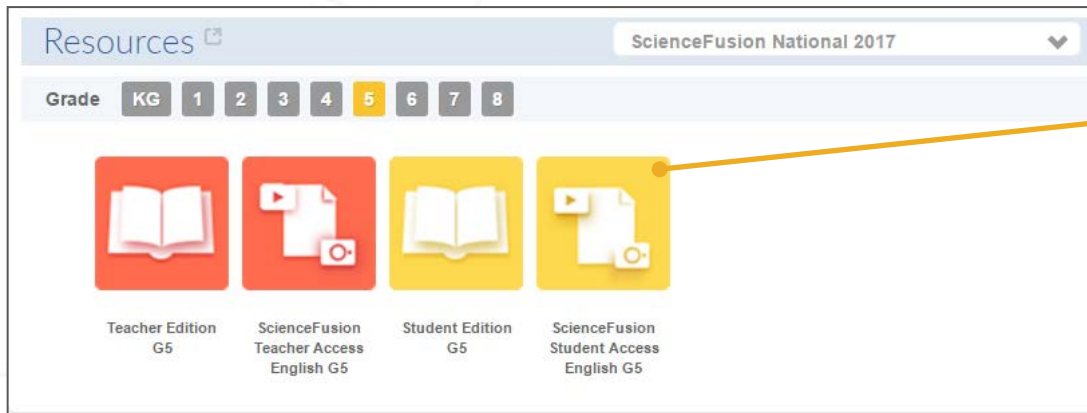 Resources
ScienceFusion National 2017
Grade KG 1 2 3 4 5 6 7 8
Teacher Edition
G5
ScienceFusion
Teacher Access
English G5
Student Edition
G5
ScienceFusion
Student Access
English G5